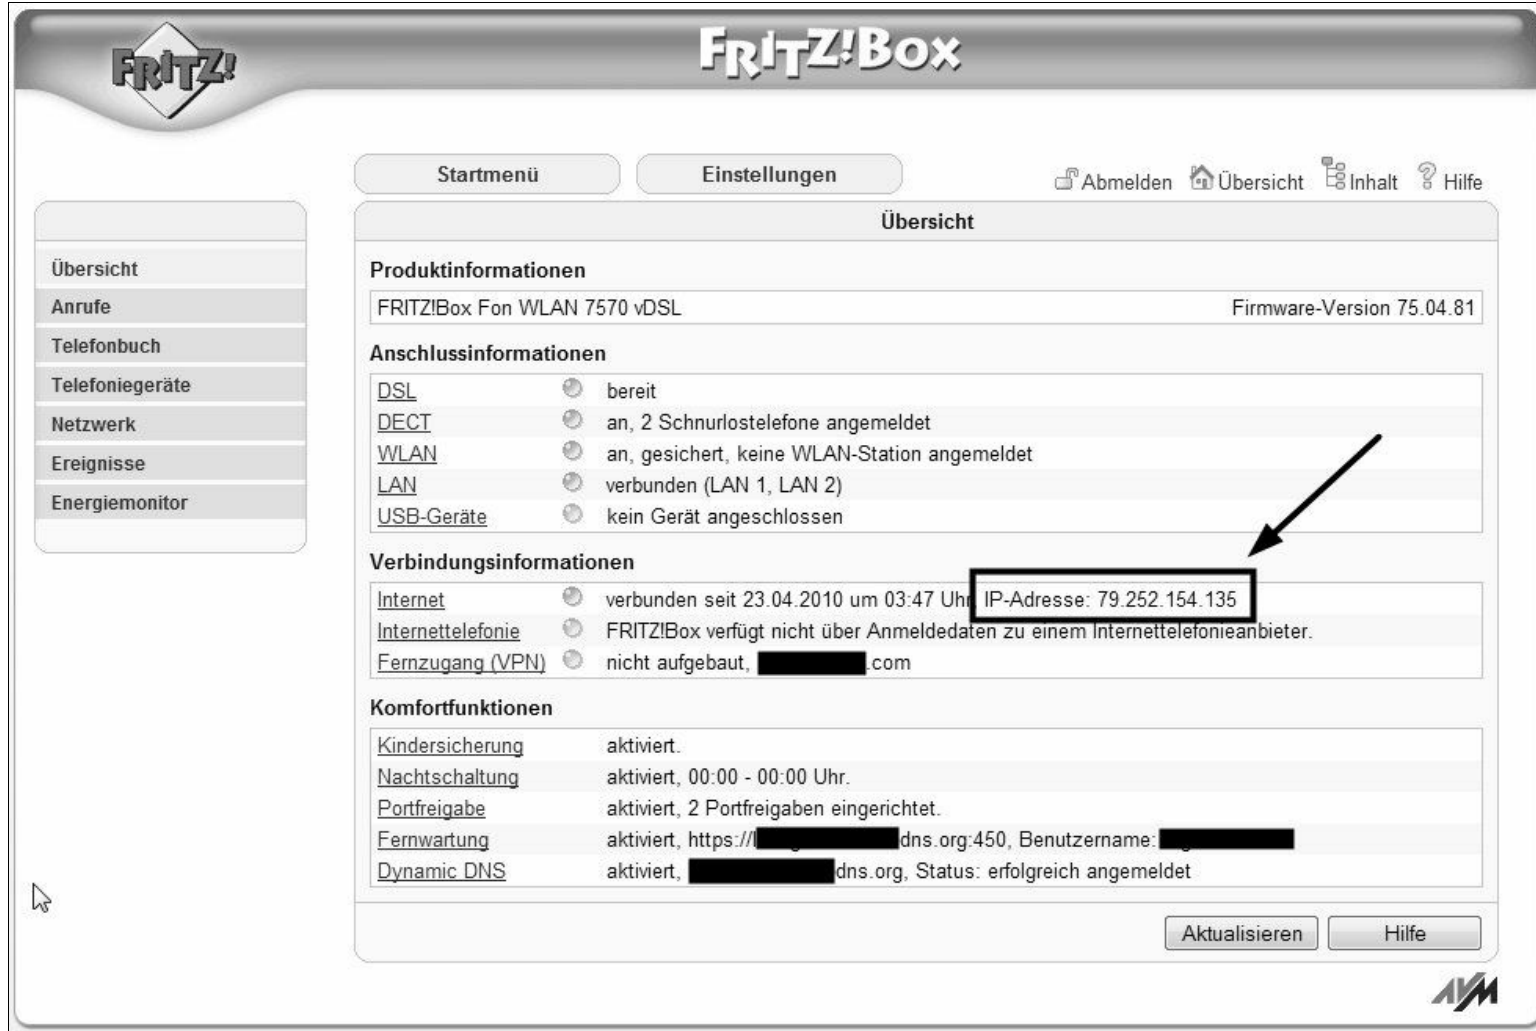 FRITZ!
FRITZ!Box
Startmenü Einstellungen Abmelden Übersicht Inhalt Hilfe
Übersicht
Übersicht
Anrufe
Telefonbuch
Telefoniegeräte
Netzwerk
Ereignisse
Energiemonitor
Produktinformationen
FRITZ!Box Fon WLAN 7570 vDSL Firmware-Version 75.04.81
Anschlussinformationen
DSL bereit
DECT an, 2 Schnurlostelefone angemeldet
WLAN an, gesichert, keine WLAN-Station angemeldet
LAN verbunden (LAN 1, LAN 2)
USB-Geräte kein Gerät angeschlossen
Verbindungsinformationen
Internet verbunden seit 23.04.2010 um 03:47 Uhr IP-Adresse: 79.252.154.135
Internettelefonie FRITZ!Box verfügt nicht über Anmeldedaten zu einem Internettelefonieanbieter.
Fernzugang (VPN) nicht aufgebaut, .com
Komfortfunktionen
Kindersicherung aktiviert.
Nachtschaltung aktiviert, 00:00 - 00:00 Uhr.
Portfreigabe aktiviert, 2 Portfreigaben eingerichtet.
Fernwartung aktiviert, https:// dns.org:450, Benutzername:
Dynamic DNS aktiviert, dns.org, Status: erfolgreich angemeldet
Aktualisieren Hilfe
AVM